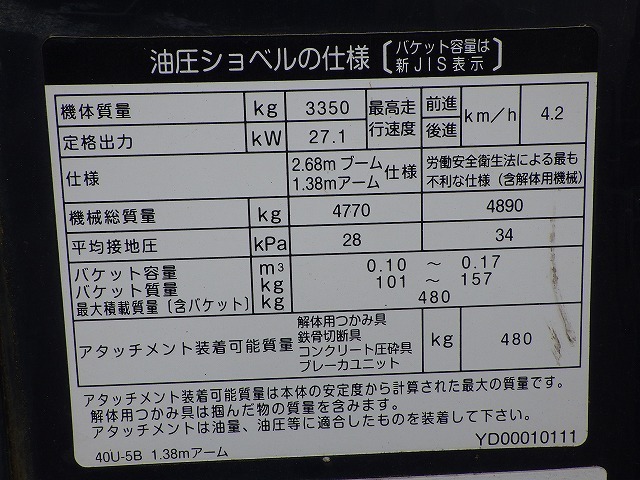 油圧ショベルの仕様〔バケット容量は新JIS表示〕
機体質量 kg 3350 最高走行速度 前進 後進 km/h 4.2
定格出力 kW 27.1
仕様 2.68mブーム 1.38mアーム 仕様 労働安全衛生法による最も不利な仕様（含解体用機械）
機械総質量 kg 4770 4890
平均接地圧 kPa 28 34
バケット容量 m³ 0.10 ～ 0.17
バケット質量 kg 101 ～ 157
最大積載質量〔含バケット〕 kg 480
アタッチメント装着可能質量 解体用つかみ具 鉄骨切断具 コンクリート圧砕具 ブレーカユニット kg 480
アタッチメント装着可能質量は本体の安定度から計算された最大の質量です。
解体用つかみ具は掴んだ物の質量を含みます。
アタッチメントは油量、油圧等に適合したものを装着して下さい。
40U-5B 1.38mアーム YD00010111